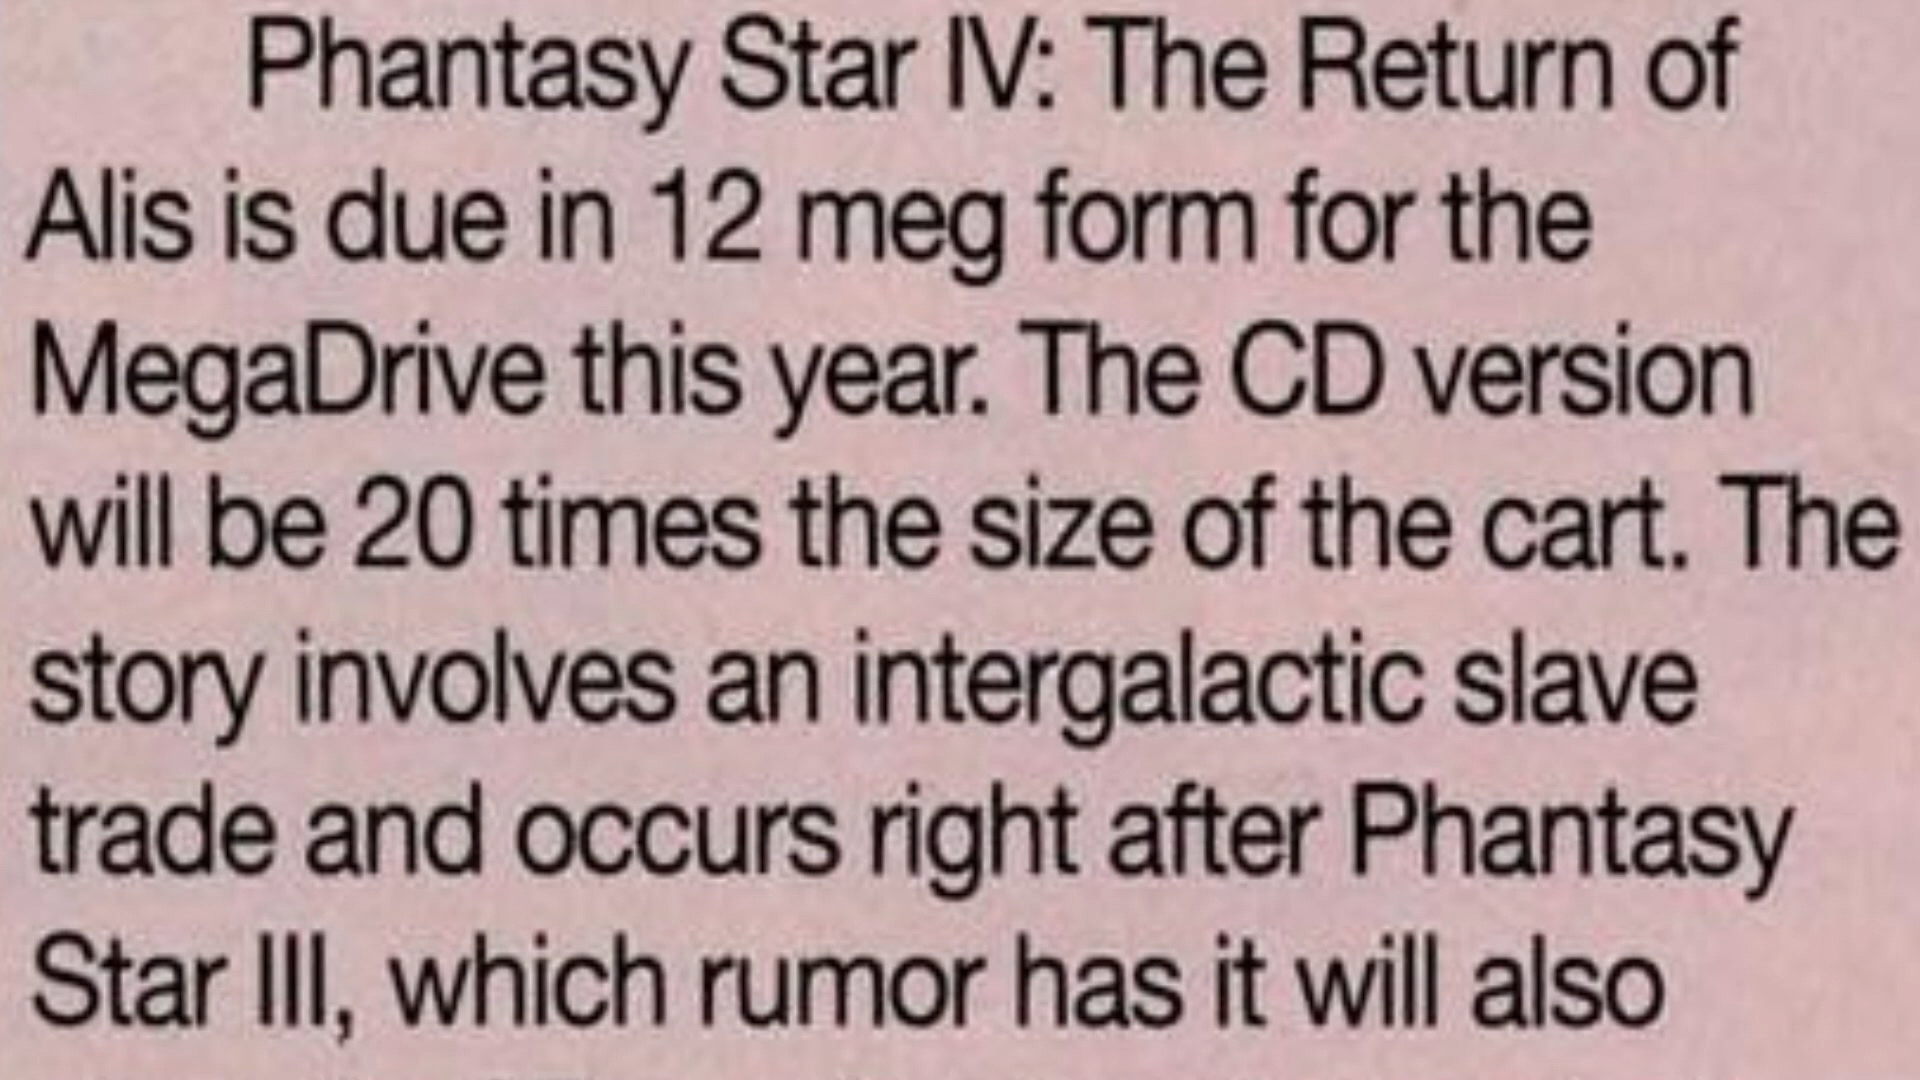 Phantasy Star IV: The Return of
Alis is due in 12 meg form for the
MegaDrive this year. The CD version
will be 20 times the size of the cart. The
story involves an intergalactic slave
trade and occurs right after Phantasy
Star III, which rumor has it will also